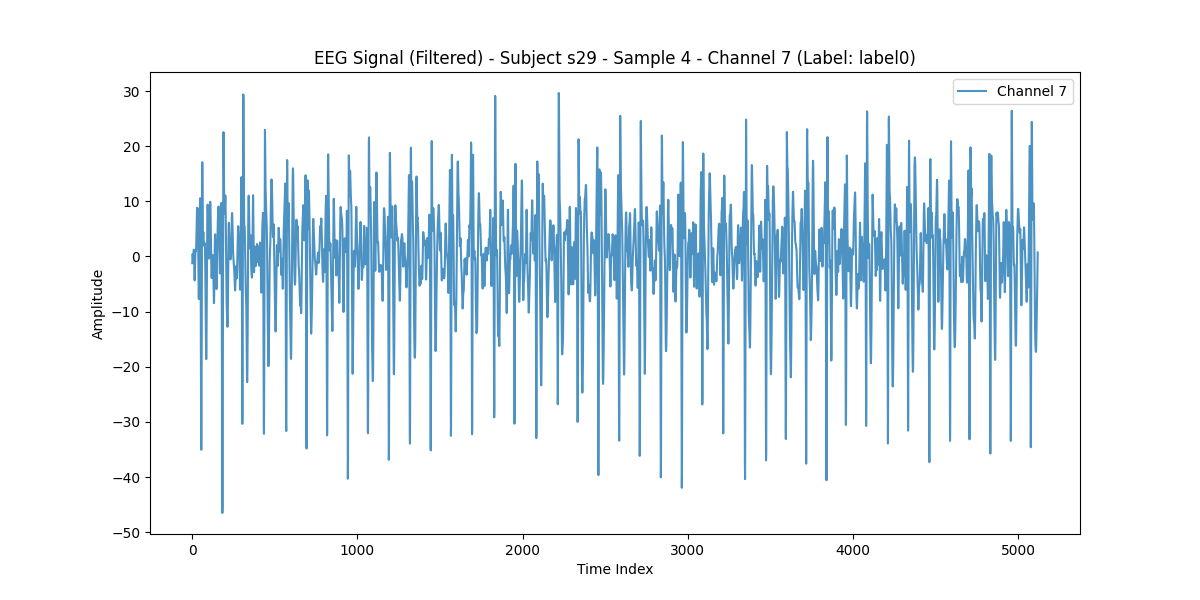 EEG Signal (Filtered) - Subject s29 - Sample 4 - Channel 7 (Label: label0)
Channel 7
30
20
10
0
−10
−20
−30
−40
−50
Amplitude
0 1000 2000 3000 4000 5000
Time Index